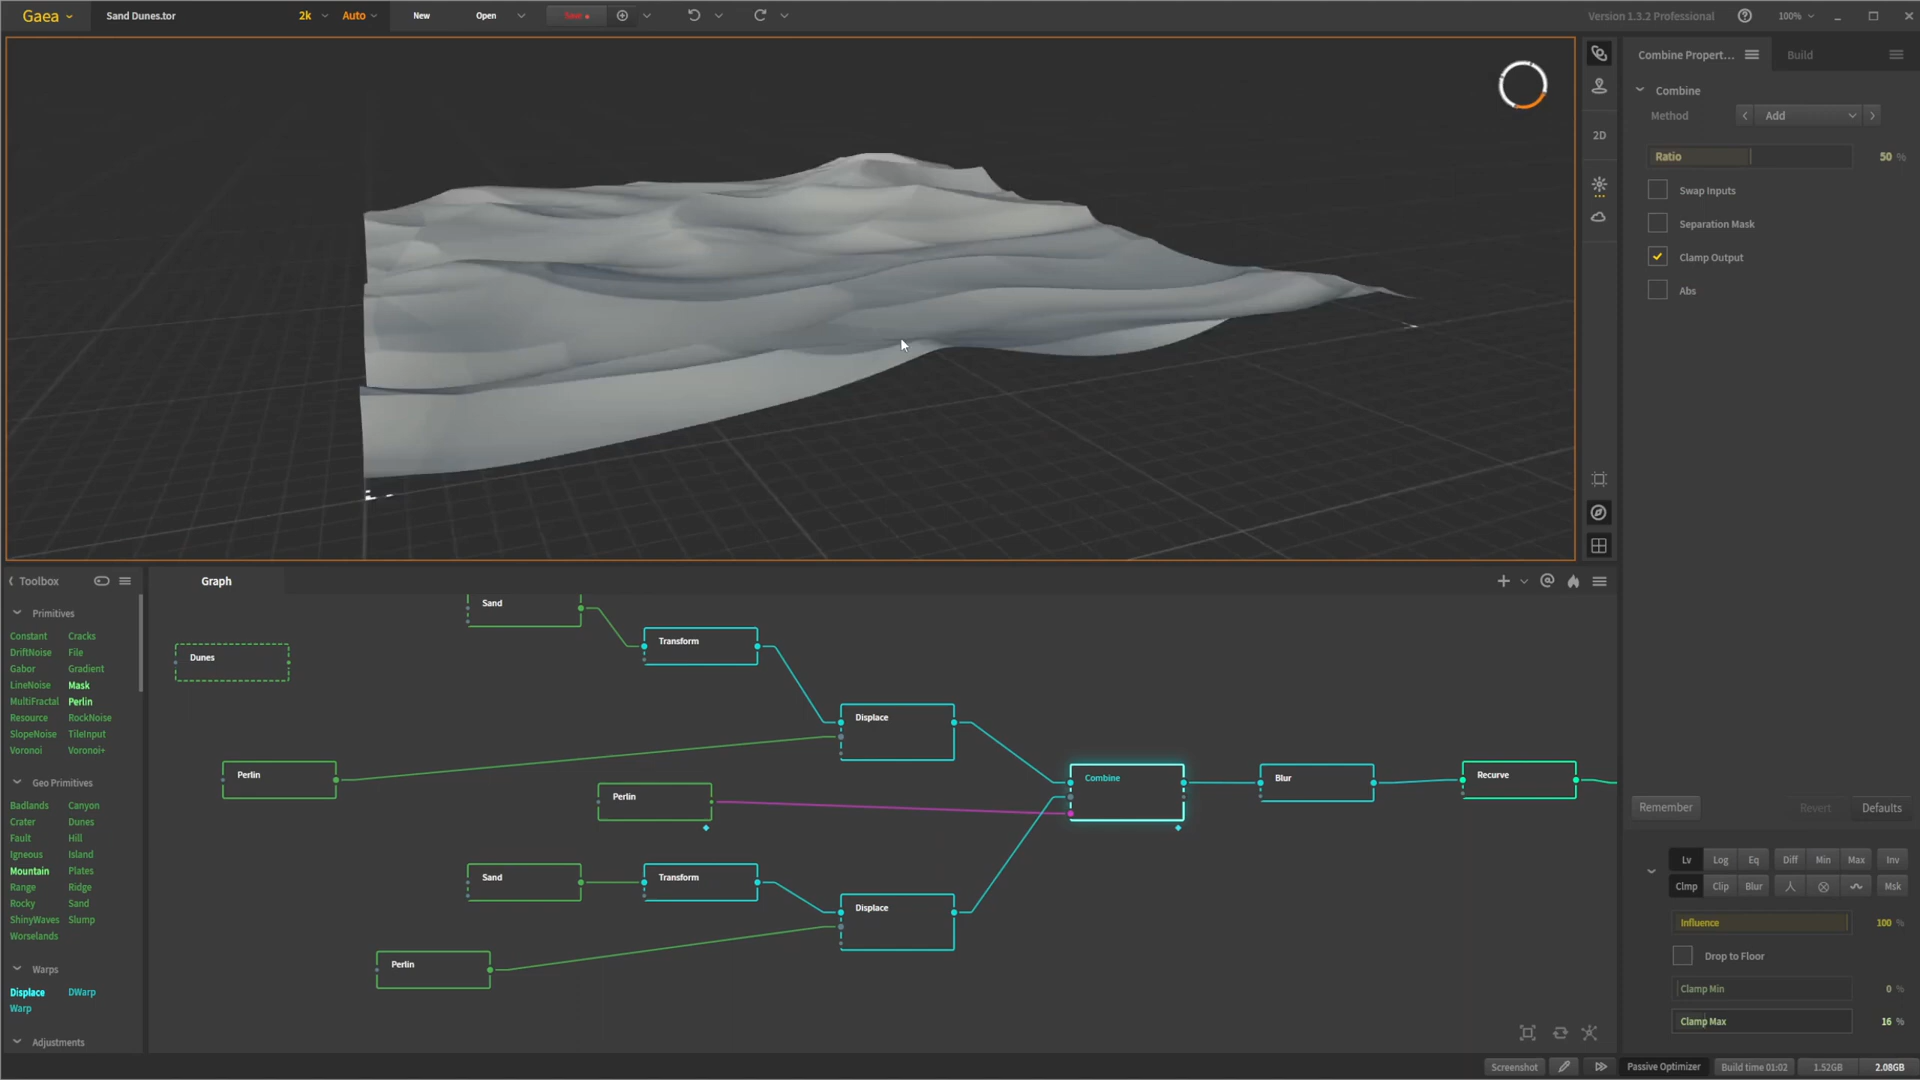 Gaea
Sand Dunes.tor
2k
Auto
New
Open
Version 1.3.2 Professional
100%
Combine Propert...
Build
Combine
Method
Add
Ratio
50 %
Swap Inputs
Separation Mask
Clamp Output
Abs
2D
Toolbox
Graph
Primitives
Constant Cracks
DriftNoise File
Gabor Gradient
LineNoise Mask
MultiFractal Perlin
Resource RockNoise
SlopeNoise TileInput
Voronoi Voronoi+
Geo Primitives
Badlands Canyon
Crater Dunes
Fault Hill
Igneous Island
Mountain Plates
Range Ridge
Rocky Sand
ShinyWaves Slump
Worselands
Warps
Displace DWarp
Warp
Adjustments
Sand
Transform
Dunes
Displace
Perlin
Perlin
Combine
Blur
Recurve
Sand
Transform
Displace
Perlin
Remember
Revert
Defaults
Lv Log Eq Diff Min Max Inv
Clmp Clip Blur Msk
Influence 100 %
Drop to Floor
Clamp Min 0 %
Clamp Max 16 %
Screenshot
Passive Optimizer
Build time 01:02
1.52GB
2.08GB